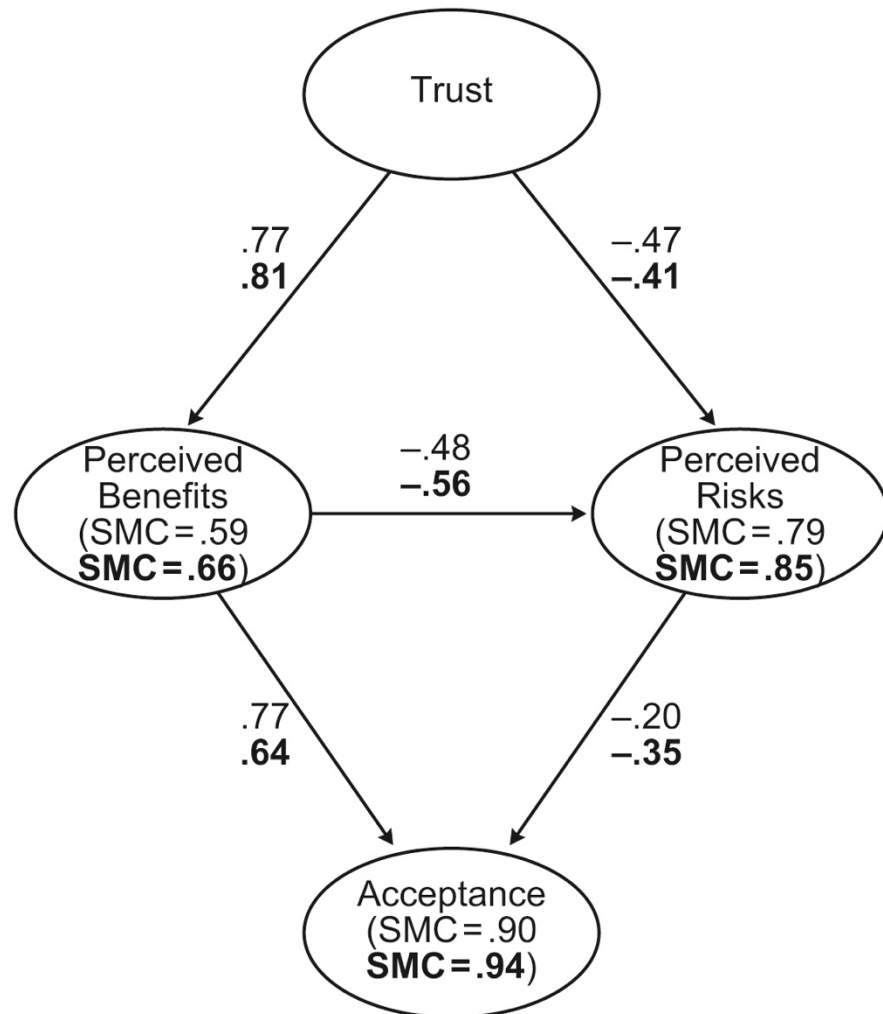 Trust
.77
.81
–.47
–.41
Perceived
Benefits
(SMC = .59
SMC = .66)
–.48
–.56
Perceived
Risks
(SMC = .79
SMC = .85)
.77
.64
–.20
–.35
Acceptance
(SMC = .90
SMC = .94)